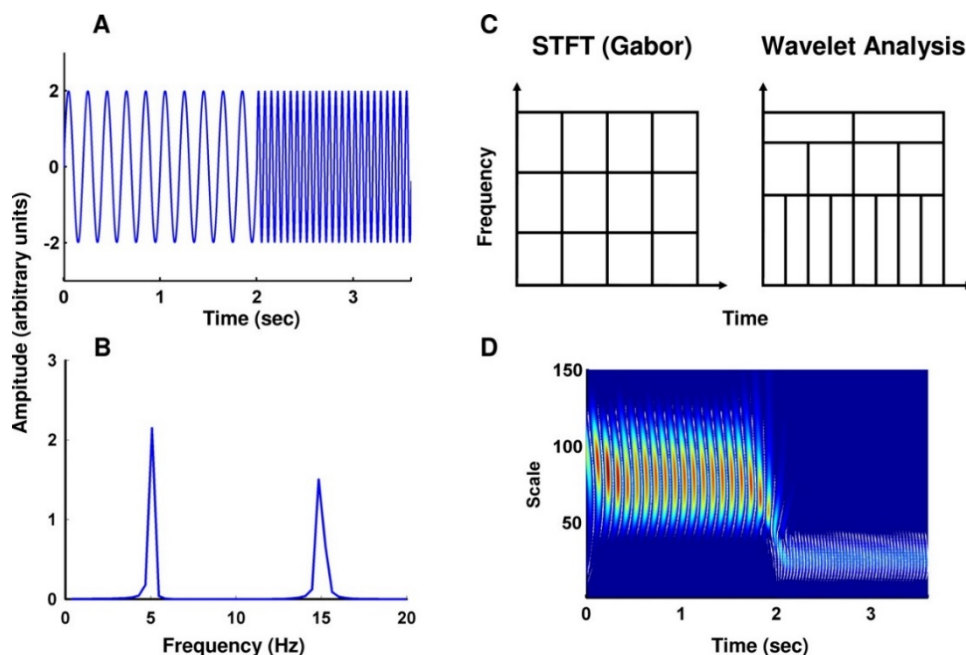 A
2
0
-2
0 1 2 3
Time (sec)
Ampitude (arbitrary units)
B
3
2
1
0
0 5 10 15 20
Frequency (Hz)
C
STFT (Gabor) Wavelet Analysis
Frequency
Time
D
150
100
50
Scale
0 1 2 3
Time (sec)